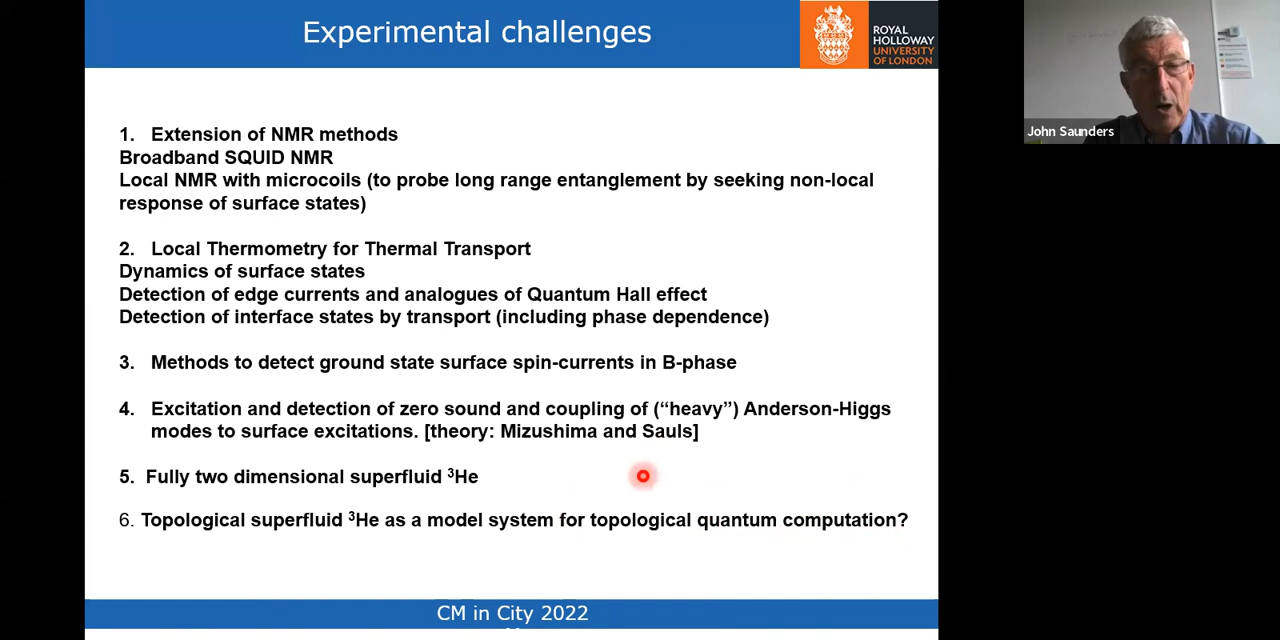 Experimental challenges
ROYAL
HOLLOWAY
UNIVERSITY
OF LONDON
John Saunders
1. Extension of NMR methods
Broadband SQUID NMR
Local NMR with microcoils (to probe long range entanglement by seeking non-local
response of surface states)
2. Local Thermometry for Thermal Transport
Dynamics of surface states
Detection of edge currents and analogues of Quantum Hall effect
Detection of interface states by transport (including phase dependence)
3. Methods to detect ground state surface spin-currents in B-phase
4. Excitation and detection of zero sound and coupling of (“heavy”) Anderson-Higgs
modes to surface excitations. [theory: Mizushima and Sauls]
5. Fully two dimensional superfluid ³He
6. Topological superfluid ³He as a model system for topological quantum computation?
CM in City 2022